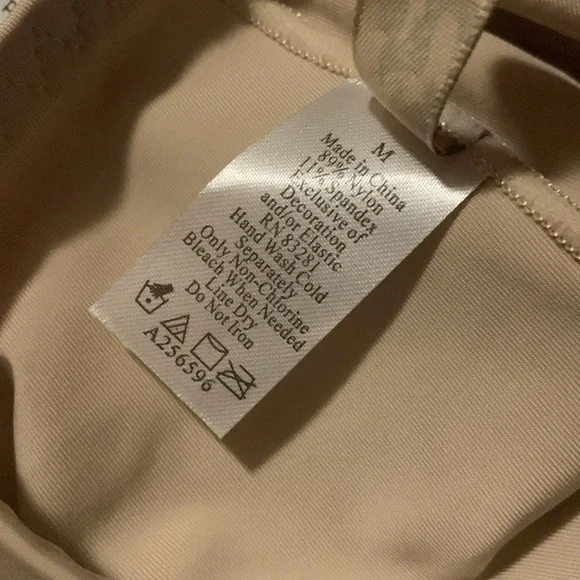 M
Made in China
89% Nylon
11% Spandex
Exclusive of
Decoration
and/or Elastic
RN 83281
Hand Wash Cold
Separately
Only Non-Chlorine
Bleach When Needed
Line Dry
Do Not Iron
A256596